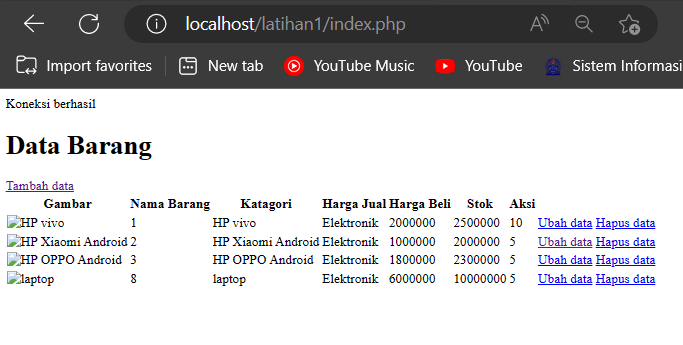 localhost/latihan1/index.php
Import favorites New tab YouTube Music YouTube Sistem Informasi
Koneksi berhasil
Data Barang
Tambah data
Gambar Nama Barang Katagori Harga Jual Harga Beli Stok Aksi
HP vivo 1 HP vivo Elektronik 2000000 2500000 10 Ubah data Hapus data
HP Xiaomi Android 2 HP Xiaomi Android Elektronik 1000000 2000000 5 Ubah data Hapus data
HP OPPO Android 3 HP OPPO Android Elektronik 1800000 2300000 5 Ubah data Hapus data
laptop 8 laptop Elektronik 6000000 10000000 5 Ubah data Hapus data